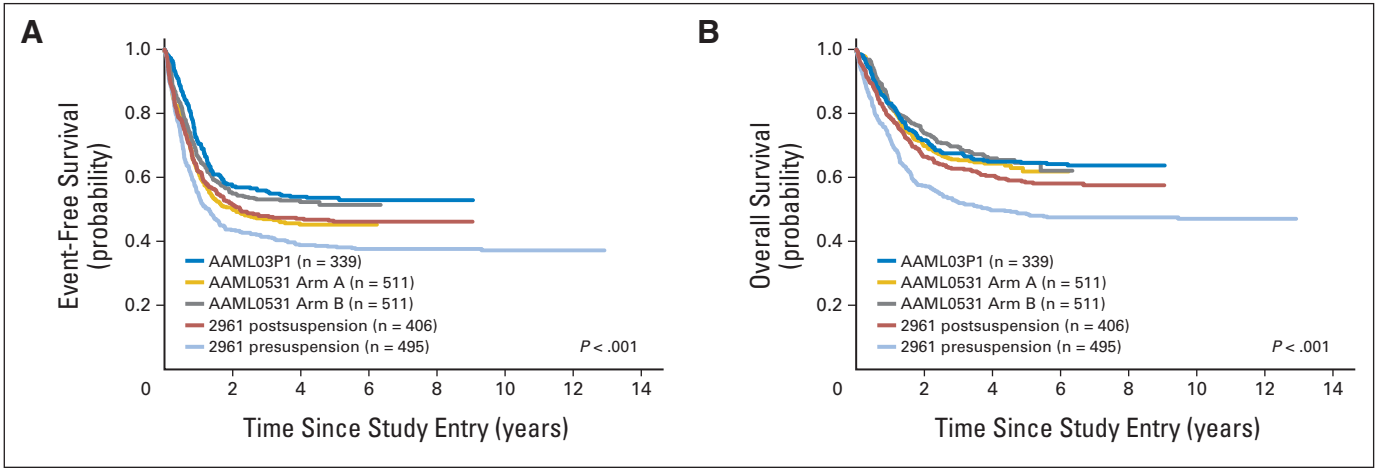 A
Event-Free Survival
(probability)
1.0
0.8
0.6
0.4
0.2
AAML03P1 (n = 339)
AAML0531 Arm A (n = 511)
AAML0531 Arm B (n = 511)
2961 postsuspension (n = 406)
2961 presuspension (n = 495)
P < .001
0 2 4 6 8 10 12 14
Time Since Study Entry (years)
B
Overall Survival
(probability)
1.0
0.8
0.6
0.4
0.2
AAML03P1 (n = 339)
AAML0531 Arm A (n = 511)
AAML0531 Arm B (n = 511)
2961 postsuspension (n = 406)
2961 presuspension (n = 495)
P < .001
0 2 4 6 8 10 12 14
Time Since Study Entry (years)